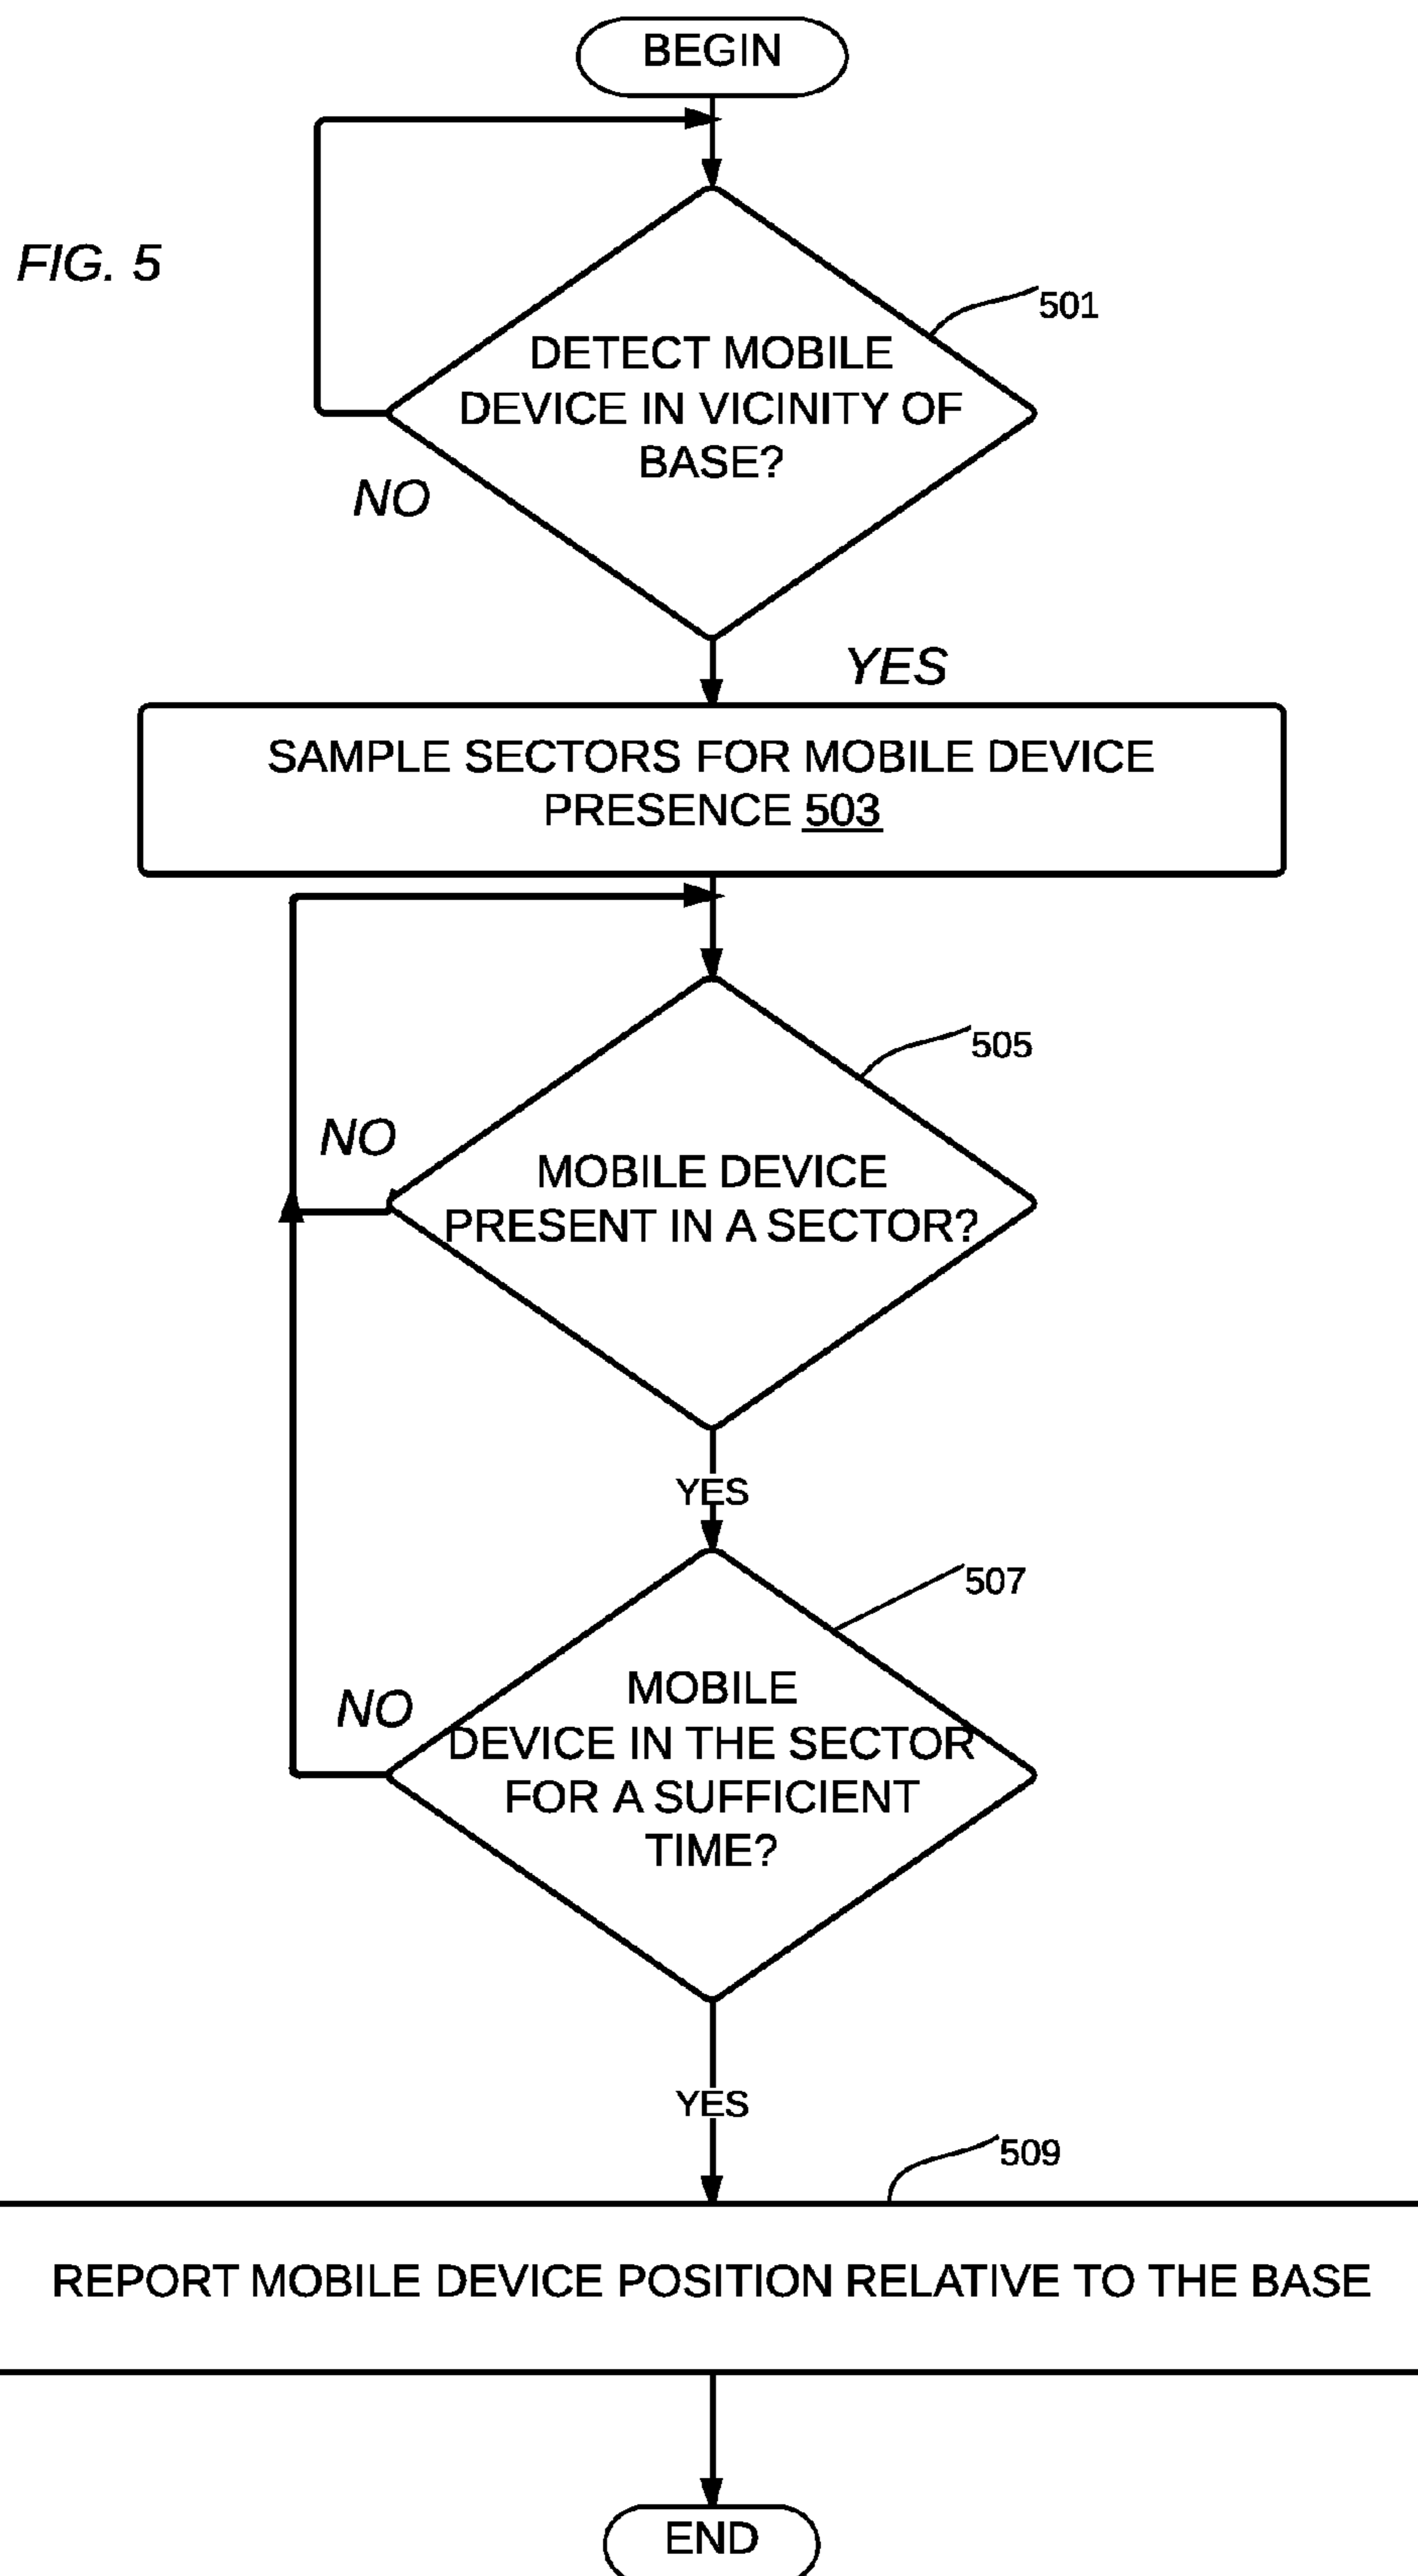 BEGIN
FIG. 5
501
DETECT MOBILE
DEVICE IN VICINITY OF
BASE?
NO
YES
SAMPLE SECTORS FOR MOBILE DEVICE
PRESENCE 503
505
NO
MOBILE DEVICE
PRESENT IN A SECTOR?
YES
507
MOBILE
NO
DEVICE IN THE SECTOR
FOR A SUFFICIENT
TIME?
YES
509
REPORT MOBILE DEVICE POSITION RELATIVE TO THE BASE
END